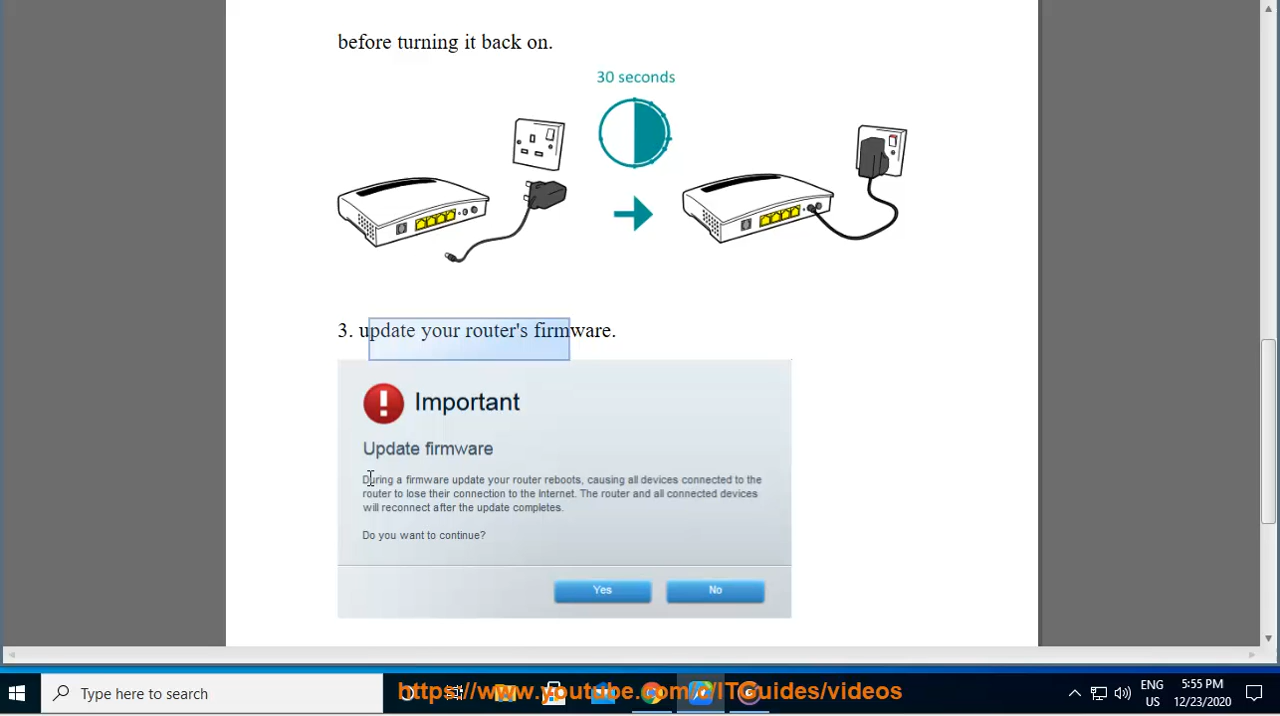 before turning it back on.
30 seconds
3. update your router's firmware.
Important
Update firmware
During a firmware update your router reboots, causing all devices connected to the
router to lose their connection to the Internet. The router and all connected devices
will reconnect after the update completes.
Do you want to continue?
Yes
No
Type here to search
https://www.youtube.com/c/ITGuides/videos
ENG
US
5:55 PM
12/23/2020